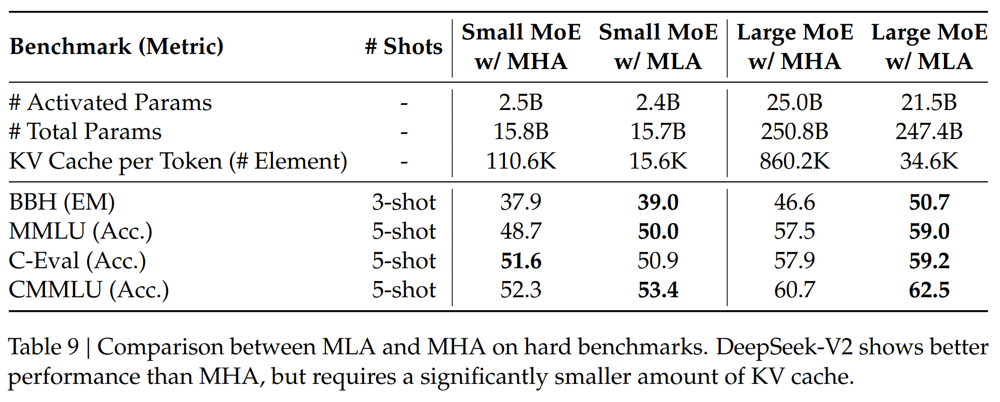 Benchmark (Metric) # Shots Small MoE w/ MHA Small MoE w/ MLA Large MoE w/ MHA Large MoE w/ MLA
# Activated Params - 2.5B 2.4B 25.0B 21.5B
# Total Params - 15.8B 15.7B 250.8B 247.4B
KV Cache per Token (# Element) - 110.6K 15.6K 860.2K 34.6K
BBH (EM) 3-shot 37.9 39.0 46.6 50.7
MMLU (Acc.) 5-shot 48.7 50.0 57.5 59.0
C-Eval (Acc.) 5-shot 51.6 50.9 57.9 59.2
CMMLU (Acc.) 5-shot 52.3 53.4 60.7 62.5
Table 9 | Comparison between MLA and MHA on hard benchmarks. DeepSeek-V2 shows better
performance than MHA, but requires a significantly smaller amount of KV cache.